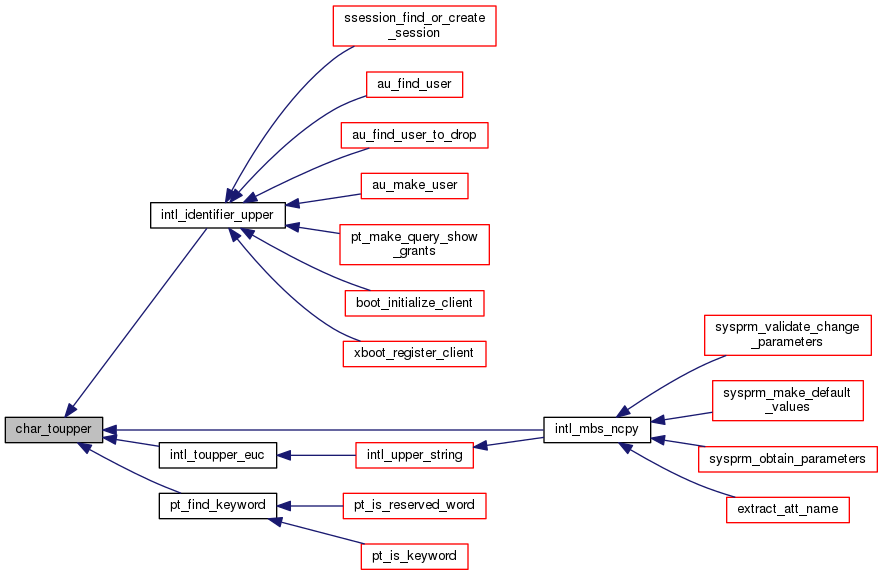 ssession_find_or_create
_session
au_find_user
au_find_user_to_drop
au_make_user
intl_identifier_upper
pt_make_query_show
_grants
boot_initialize_client
xboot_register_client
sysprm_validate_change
_parameters
sysprm_make_default
_values
char_toupper
intl_mbs_ncpy
intl_toupper_euc
intl_upper_string
sysprm_obtain_parameters
pt_find_keyword
pt_is_reserved_word
extract_att_name
pt_is_keyword